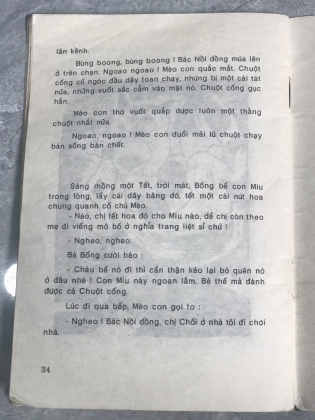 lăn kềnh.
Bùng boong, bùng boong ! Bác Nồi đồng múa lên
ở trên chạn. Ngoao ngoao ! Mèo con quắc mắt. Chuột
cống cố ngóc đầu dậy toan chạy, nhưng bị một cái tát
nữa, những vuốt sắc cắm vào mặt nó. Chuột cống gục
hẳn.
Mèo con thò vuốt quắp được luôn một thằng
chuột nhắt nữa.
Ngoao, ngoao ! Mèo con đuổi mãi lũ chuột chạy
bán sống bán chết.
Sáng mồng một Tết, trời mát, Bống bế con Miu
trong lòng, lấy cái dây băng đỏ, tết một cái nút hoa
chung quanh cổ chú Mèo.
- Nào, chị tết hoa đỏ cho Miu nào, để chị còn theo
mẹ đi viếng mộ bố ở nghĩa trang liệt sĩ chứ !
- Ngheo, ngheo.
Bà Bống cười bảo :
- Cháu bế nó đi thì cẩn thận kẻo lại bỏ quên nó
ở đâu nhé ! Con Miu này ngoan lắm. Bé thế mà đánh
được cả Chuột cống.
Lúc đi qua bếp, Mèo con gọi to :
- Ngheo ! Bác Nồi đồng, chị Chổi ở nhà tôi đi chơi
nhá.
34